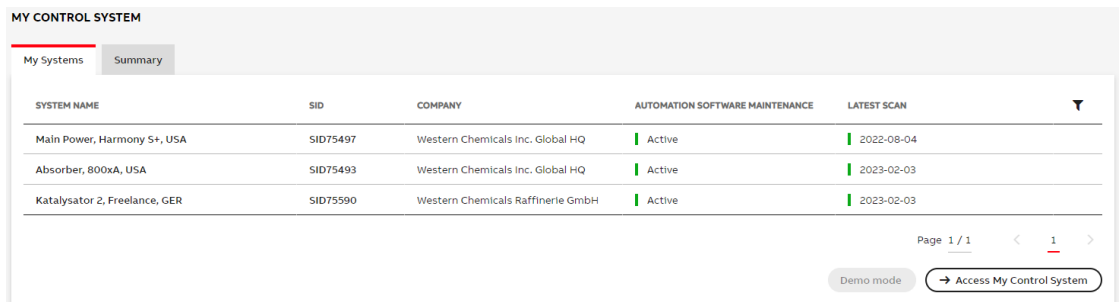 MY CONTROL SYSTEM
My Systems Summary
SYSTEM NAME SID COMPANY AUTOMATION SOFTWARE MAINTENANCE LATEST SCAN
Main Power, Harmony S+, USA SID75497 Western Chemicals Inc. Global HQ Active 2022-08-04
Absorber, 800xA, USA SID75493 Western Chemicals Inc. Global HQ Active 2023-02-03
Katalysator 2, Freelance, GER SID75590 Western Chemicals Raffinerie GmbH Active 2023-02-03
Page 1 / 1 < 1 >
Demo mode → Access My Control System